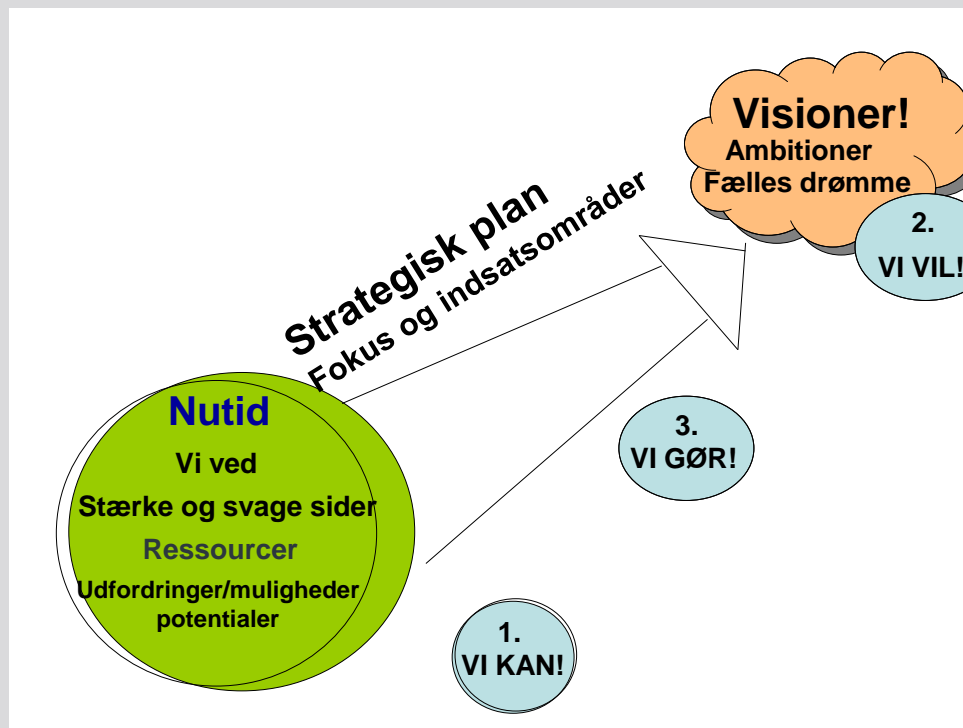 Visioner!
Ambitioner
Fælles drømme
2.
VI VIL!
Strategisk plan
Fokus og indsatsområder
3.
VI GØR!
Nutid
Vi ved
Stærke og svage sider
Ressourcer
Udfordringer/muligheder
potentialer
1.
VI KAN!